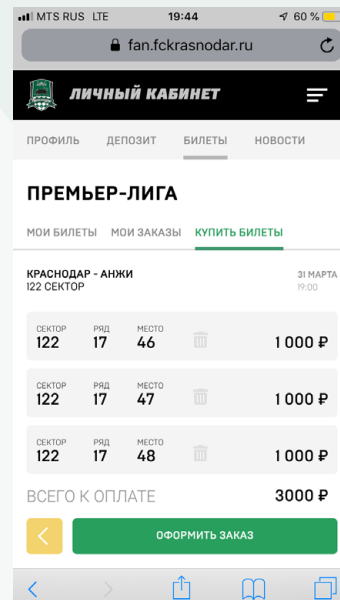 MTS RUS LTE 19:44 60 %
fan.fckrasnodar.ru
ЛИЧНЫЙ КАБИНЕТ
ПРОФИЛЬ ДЕПОЗИТ БИЛЕТЫ НОВОСТИ
ПРЕМЬЕР-ЛИГА
МОИ БИЛЕТЫ МОИ ЗАКАЗЫ КУПИТЬ БИЛЕТЫ
КРАСНОДАР - АНЖИ 31 МАРТА
122 СЕКТОР 19:00
СЕКТОР РЯД МЕСТО
122 17 46 1 000 ₽
СЕКТОР РЯД МЕСТО
122 17 47 1 000 ₽
СЕКТОР РЯД МЕСТО
122 17 48 1 000 ₽
ВСЕГО К ОПЛАТЕ 3000 ₽
ОФОРМИТЬ ЗАКАЗ